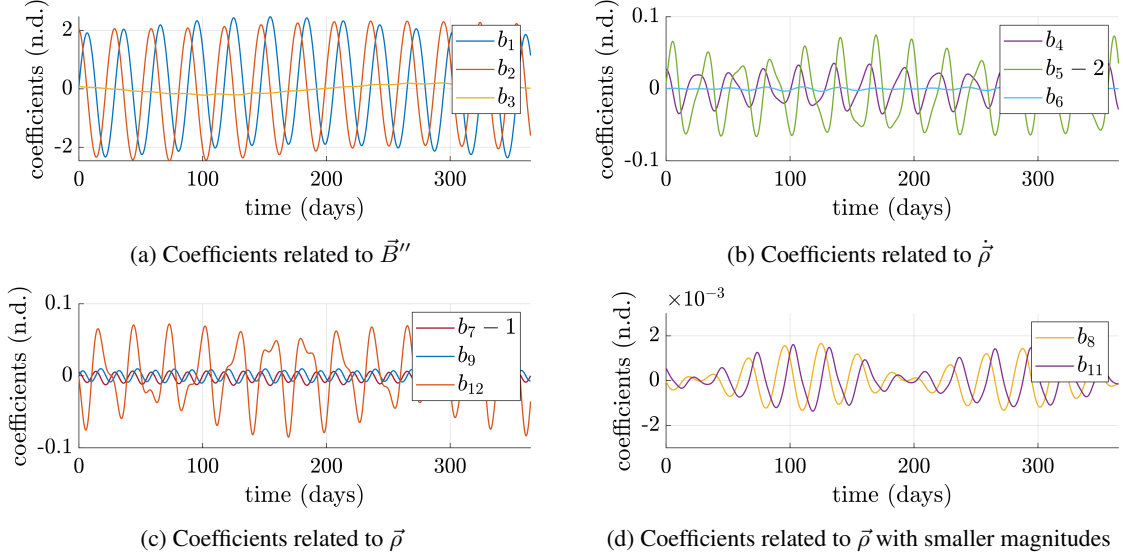 coefficients (n.d.)
2
0
-2
b₁
b₂
b₃
0 100 200 300
time (days)
(a) Coefficients related to B⃗′′
coefficients (n.d.)
0.1
0
-0.1
b₄
b₅ − 2
b₆
0 100 200 300
time (days)
(b) Coefficients related to ρ⃗̇
coefficients (n.d.)
0.1
0
-0.1
b₇ − 1
b₉
b₁₂
0 100 200 300
time (days)
(c) Coefficients related to ρ⃗
coefficients (n.d.)
×10⁻³
2
0
-2
b₈
b₁₁
0 100 200 300
time (days)
(d) Coefficients related to ρ⃗ with smaller magnitudes